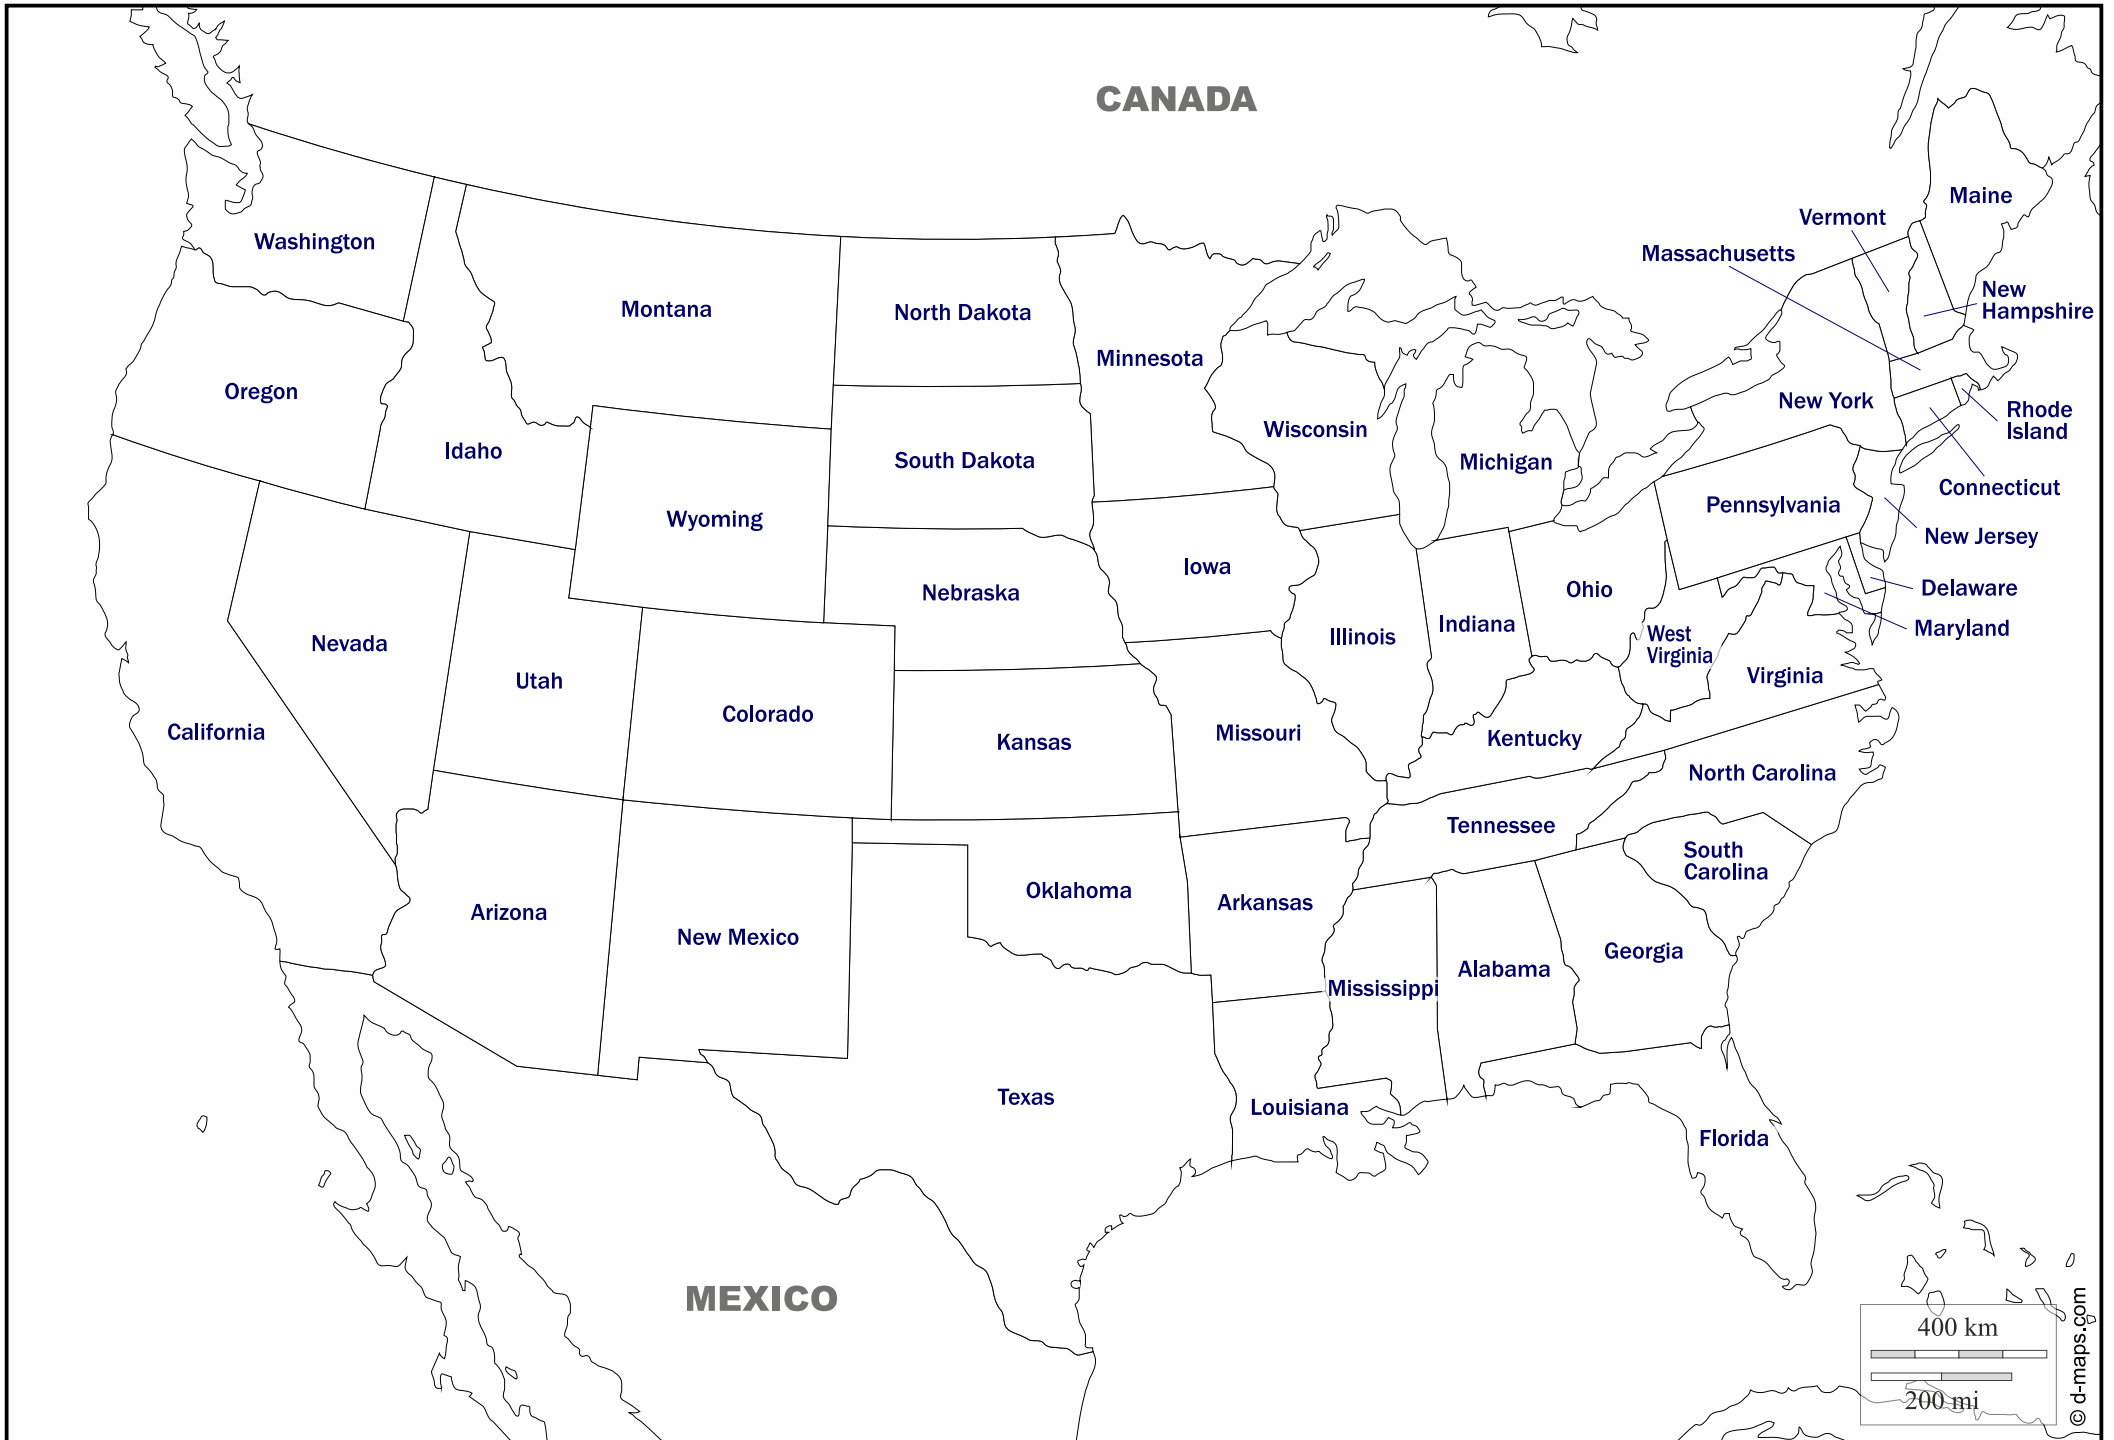 CANADA
Maine
Vermont
Massachusetts
Washington
New
Hampshire
Montana
North Dakota
Minnesota
Oregon
New York
Rhode
Island
Wisconsin
Idaho
South Dakota
Michigan
Connecticut
Pennsylvania
Wyoming
New Jersey
Iowa
Nebraska
Ohio
Delaware
Maryland
Nevada
Illinois
Indiana
West
Virginia
Utah
Virginia
Colorado
California
Kansas
Missouri
Kentucky
North Carolina
Tennessee
South
Carolina
Oklahoma
Arkansas
Arizona
New Mexico
Georgia
Alabama
Mississippi
Texas
Louisiana
Florida
MEXICO
400 km
200 mi
© d-maps.com